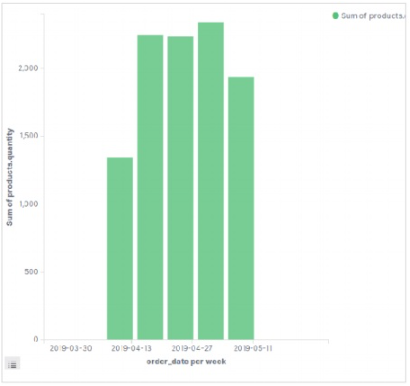 Sum of products.
2,000
1,500
1,000
500
0
Sum of products.quantity
2019-03-30 2019-04-13 2019-04-27 2019-05-11
order_date per week